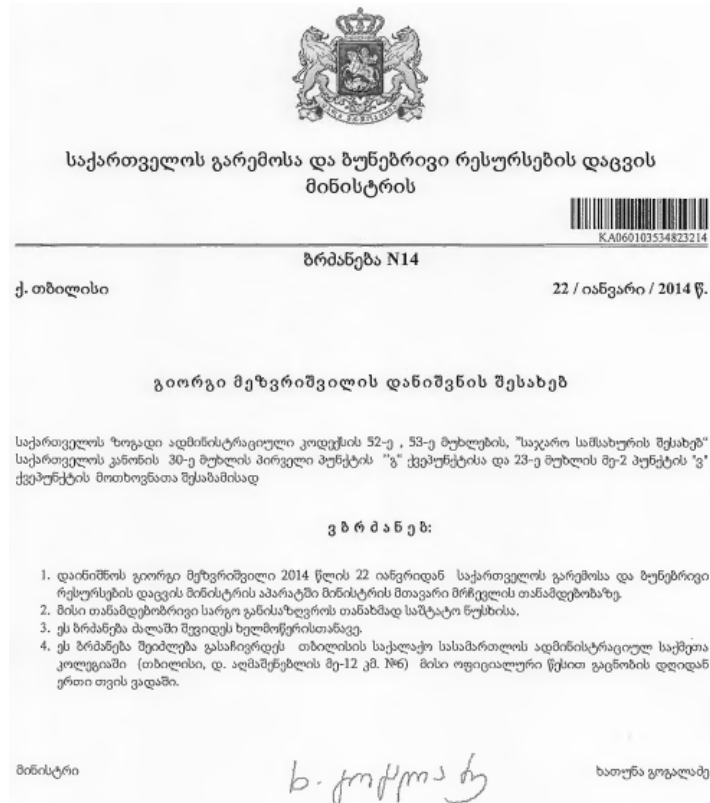 საქართველოს გარემოსა და ბუნებრივი რესურსების დაცვის
მინისტრის
KA060103534823214
ბრძანება N14
ქ. თბილისი
22 / იანვარი / 2014 წ.
გიორგი მეზვრიშვილის დანიშვნის შესახებ
საქართველოს ზოგადი ადმინისტრაციული კოდექსის 52-ე , 53-ე მუხლების, "საჯარო სამსახურის შესახებ"
საქართველოს კანონის 30-ე მუხლის პირველი პუნქტის "გ" ქვეპუნქტისა და 23-ე მუხლის მე-2 პუნქტის "ვ"
ქვეპუნქტის მოთხოვნათა შესაბამისად
ვ ბ რ ძ ა ნ ე ბ:
1. დაინიშნოს გიორგი მეზვრიშვილი 2014 წლის 22 იანვრიდან საქართველოს გარემოსა და ბუნებრივი
რესურსების დაცვის მინისტრის აპარატში მინისტრის მთავარი მრჩევლის თანამდებობაზე.
2. მისი თანამდებობრივი სარგო განისაზღვროს თანახმად საშტატო ნუსხისა.
3. ეს ბრძანება ძალაში შევიდეს ხელმოწერისთანავე.
4. ეს ბრძანება შეიძლება გასაჩივრდეს თბილისის საქალაქო სასამართლოს ადმინისტრაციულ საქმეთა
კოლეგიაში (თბილისი, დ. აღმაშენებლის მე-12 კმ. №6) მისი ოფიციალური წესით გაცნობის დღიდან
ერთი თვის ვადაში.
მინისტრი
ხათუნა გოგალაძე